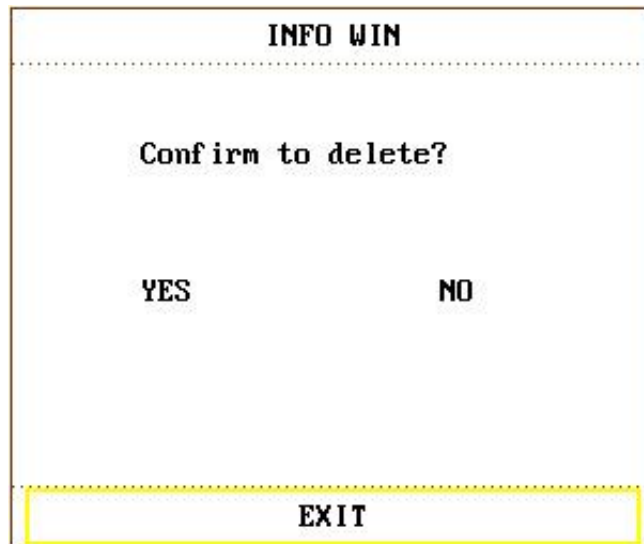 INFO WIN
Confirm to delete?
YES NO
EXIT